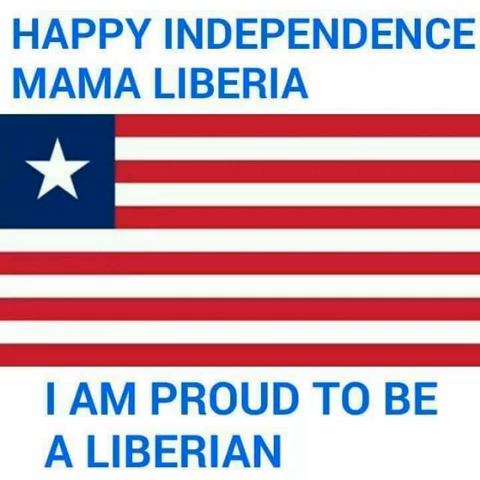 HAPPY INDEPENDENCE
MAMA LIBERIA
I AM PROUD TO BE
A LIBERIAN